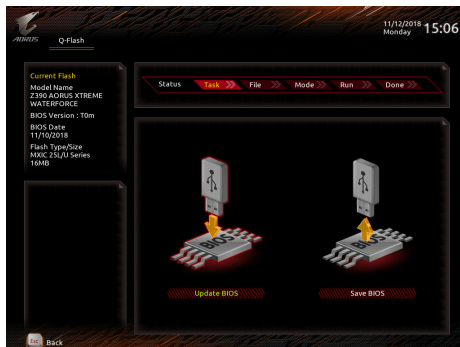 AORUS
Q-Flash
11/12/2018
Monday 15:06
Current Flash
Model Name
Z390 AORUS XTREME
WATERFORCE
BIOS Version : T0m
BIOS Date
11/10/2018
Flash Type/Size
MXIC 25L/U Series
16MB
Status Task File Mode Run Done
BIOS BIOS
Update BIOS Save BIOS
Esc Back